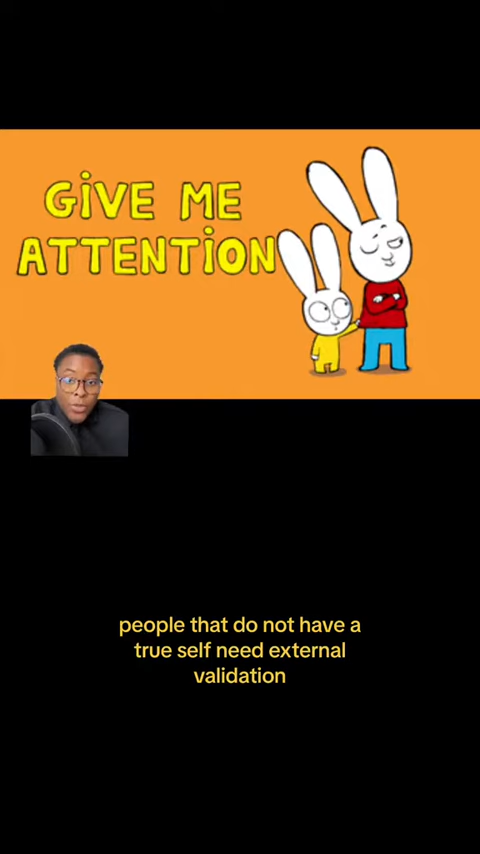 GiVE ME
ATTENTiON
people that do not have a
true self need external
validation